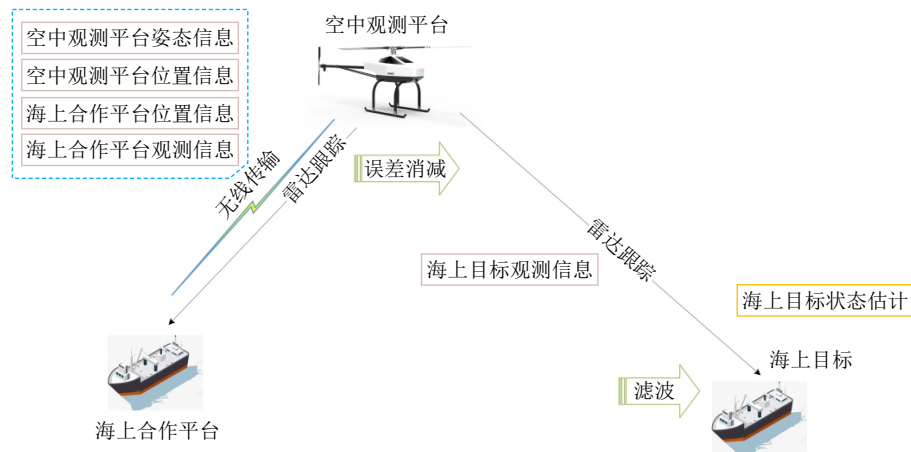 空中观测平台
空中观测平台姿态信息
空中观测平台位置信息
海上合作平台位置信息
海上合作平台观测信息
无线传输
雷达跟踪
误差消减
雷达跟踪
海上目标观测信息
海上目标状态估计
海上目标
滤波
海上合作平台